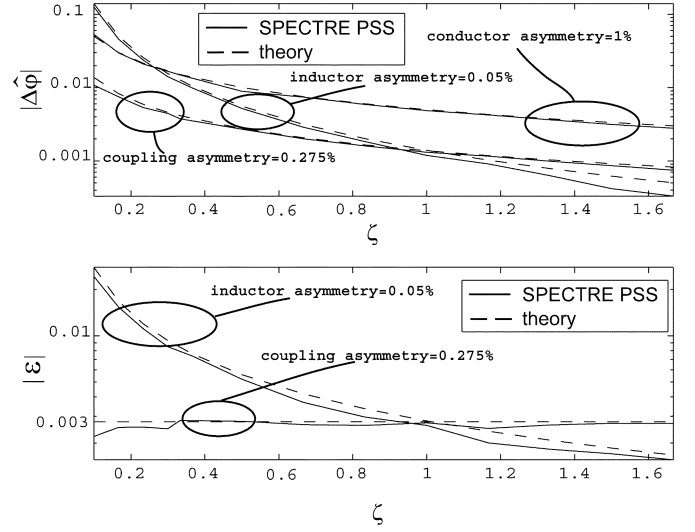 0.1
0.01
0.001
|Δφ̂|
SPECTRE PSS
theory
conductor asymmetry=1%
inductor asymmetry=0.05%
coupling asymmetry=0.275%
0.2 0.4 0.6 0.8 1 1.2 1.4 1.6
ζ
0.01
0.003
|ε|
inductor asymmetry=0.05%
SPECTRE PSS
theory
coupling asymmetry=0.275%
0.2 0.4 0.6 0.8 1 1.2 1.4 1.6
ζ